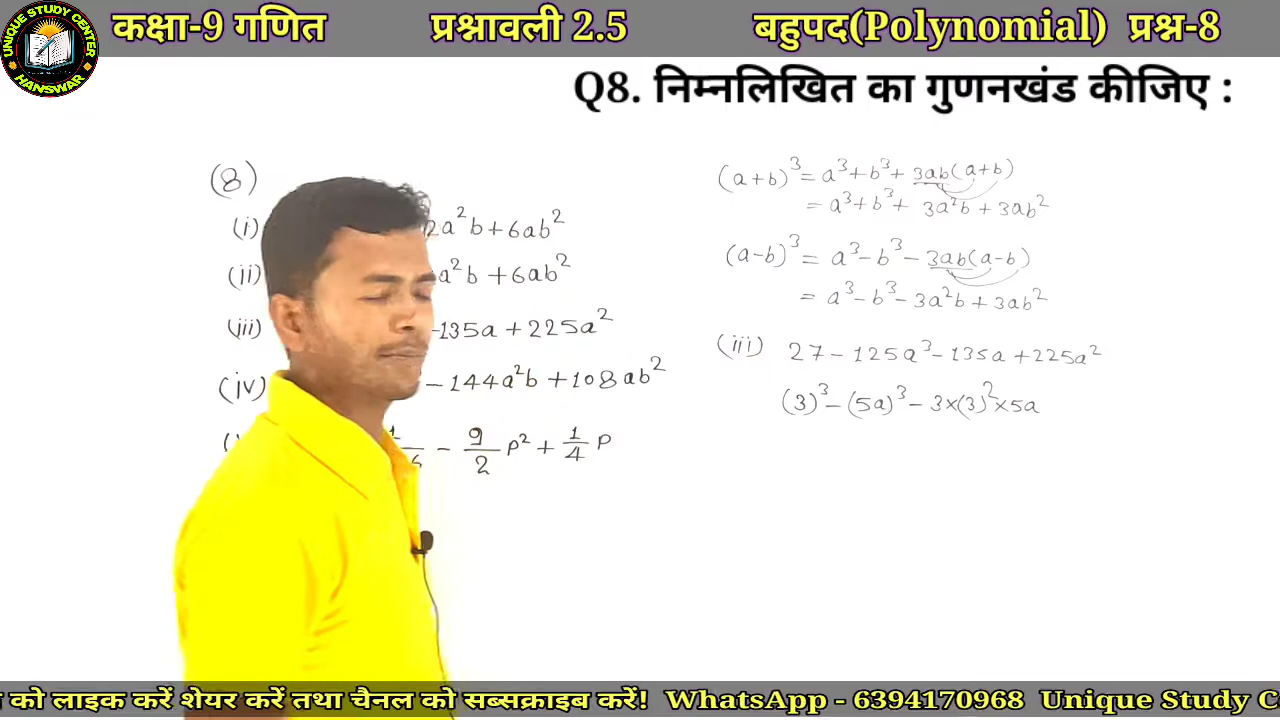 कक्षा-9 गणित प्रश्नावली 2.5 बहुपद(Polynomial) प्रश्न-8
UNIQUE STUDY CENTER
HANSWAR
Q8. निम्नलिखित का गुणनखंड कीजिए :
(8)
(i) 2a²b + 6ab²
(ii) a²b + 6ab²
(iii) -135a + 225a²
(iv) - 144a²b + 108ab²
- 9/2 p² + 1/4 p
(a+b)³ = a³+b³+ 3ab(a+b)
= a³+b³+ 3a²b + 3ab²
(a-b)³ = a³-b³- 3ab(a-b)
= a³-b³-3a²b + 3ab²
(iii) 27 - 125a³ - 135a + 225a²
(3)³ - (5a)³ - 3×(3)²×5a
को लाइक करें शेयर करें तथा चैनल को सब्सक्राइब करें! WhatsApp - 6394170968 Unique Study C